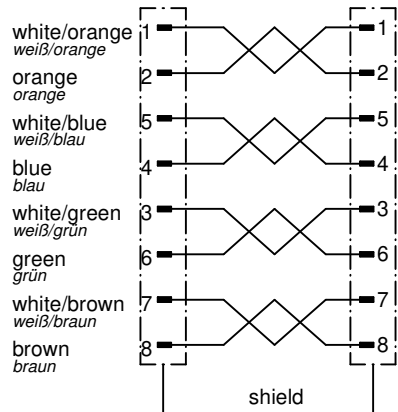 white/orange 1 1
weiß/orange
orange 2 2
orange
white/blue 5 5
weiß/blau
blue 4 4
blau
white/green 3 3
weiß/grün
green 6 6
grün
white/brown 7 7
weiß/braun
brown 8 8
braun
shield